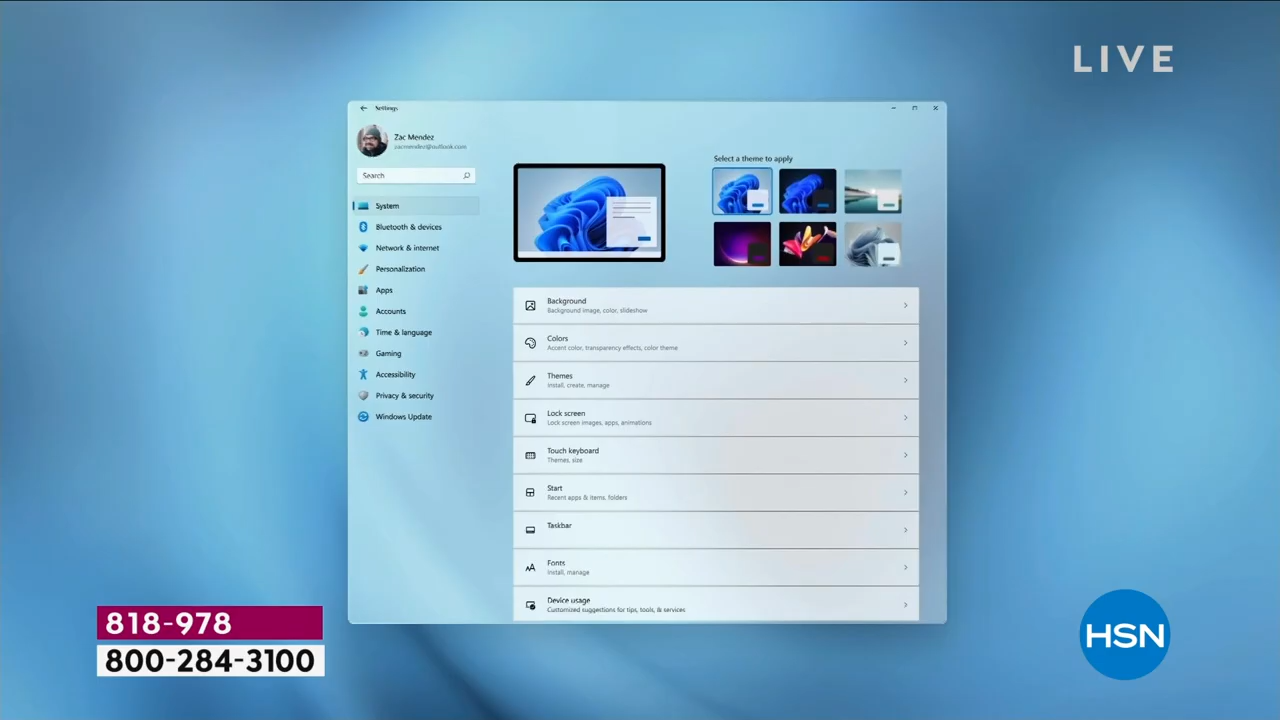 LIVE
Settings
Zac Mendez
zacmendez@outlook.com
Search
System
Bluetooth & devices
Network & internet
Personalization
Apps
Accounts
Time & language
Gaming
Accessibility
Privacy & security
Windows Update
Select a theme to apply
Background
Background image, color, slideshow
Colors
Accent color, transparency effects, color theme
Themes
Install, create, manage
Lock screen
Lock screen images, apps, animations
Touch keyboard
Themes, size
Start
Recent apps & items, folders
Taskbar
Fonts
Install, manage
Device usage
Customized suggestions for tips, tools, & services
818-978
800-284-3100
HSN